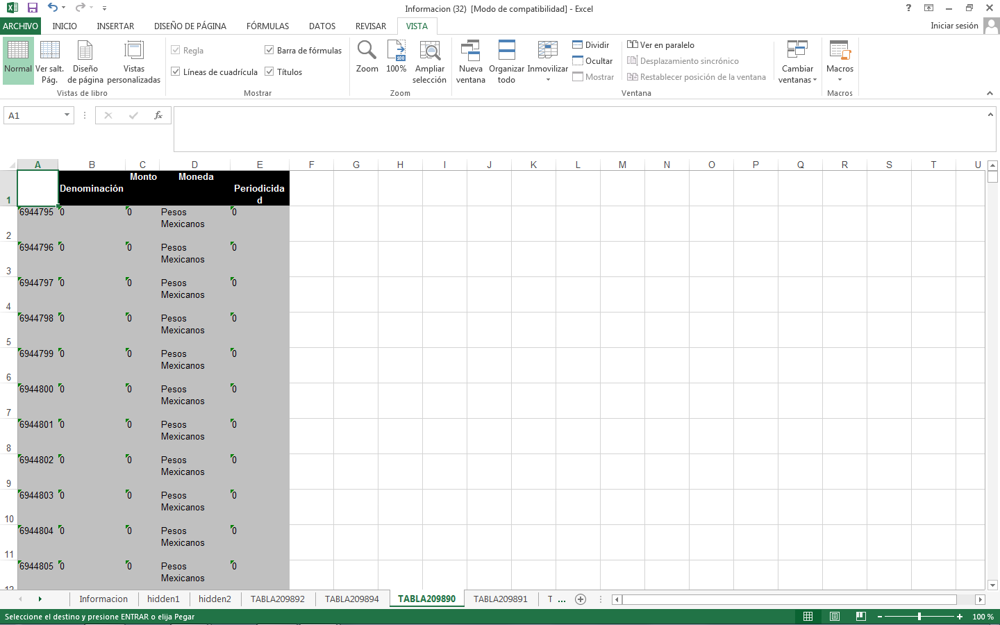 Informacion (32)  [Modo de compatibilidad] - Excel
ARCHIVO INICIO INSERTAR DISEÑO DE PÁGINA FÓRMULAS DATOS REVISAR VISTA Iniciar sesión
Normal Ver salt. Pág. Diseño de página Vistas personalizadas
Vistas de libro
Regla Barra de fórmulas
Líneas de cuadrícula Títulos
Mostrar
Zoom 100% Ampliar selección
Zoom
Nueva ventana Organizar todo Inmovilizar
Dividir
Ocultar
Mostrar
Ver en paralelo
Desplazamiento sincrónico
Restablecer posición de la ventana
Cambiar ventanas
Ventana
Macros
Macros
A1 fx
A B C D E F G H I J K L M N O P Q R S T U
1 Denominación Monto Moneda Periodicidad
2 6944795 0 0 Pesos Mexicanos 0
3 6944796 0 0 Pesos Mexicanos 0
4 6944797 0 0 Pesos Mexicanos 0
5 6944798 0 0 Pesos Mexicanos 0
6 6944799 0 0 Pesos Mexicanos 0
7 6944800 0 0 Pesos Mexicanos 0
8 6944801 0 0 Pesos Mexicanos 0
9 6944802 0 0 Pesos Mexicanos 0
10 6944803 0 0 Pesos Mexicanos 0
11 6944804 0 0 Pesos Mexicanos 0
12 6944805 0 0 Pesos Mexicanos 0
Informacion hidden1 hidden2 TABLA209892 TABLA209894 TABLA209890 TABLA209891 T ...
Seleccione el destino y presione ENTRAR o elija Pegar 100 %